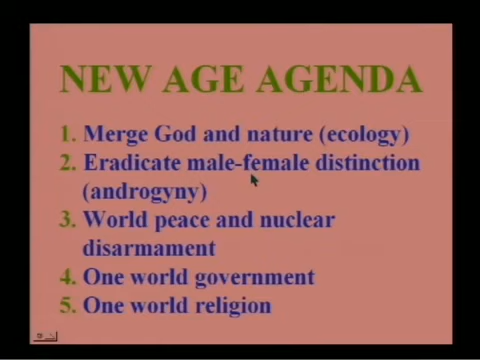 NEW AGE AGENDA
1. Merge God and nature (ecology)
2. Eradicate male-female distinction
(androgyny)
3. World peace and nuclear
disarmament
4. One world government
5. One world religion